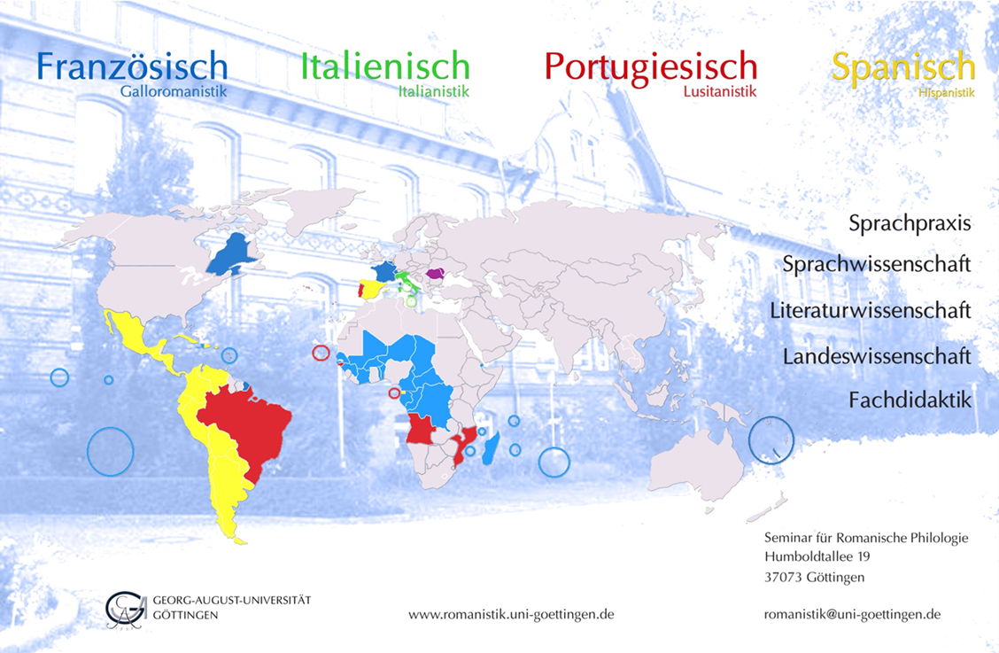 Französisch
Galloromanistik
Italienisch
Italianistik
Portugiesisch
Lusitanistik
Spanisch
Hispanistik
Sprachpraxis
Sprachwissenschaft
Literaturwissenschaft
Landeswissenschaft
Fachdidaktik
Seminar für Romanische Philologie
Humboldtallee 19
37073 Göttingen
GEORG-AUGUST-UNIVERSITÄT
GÖTTINGEN
www.romanistik.uni-goettingen.de
romanistik@uni-goettingen.de